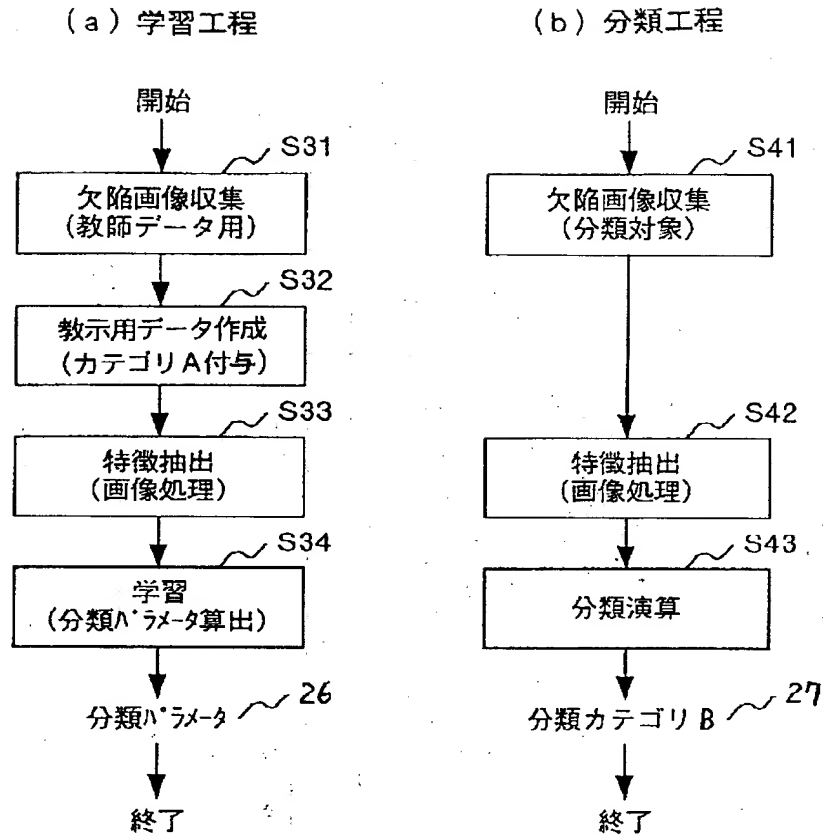 (a) 学習工程
開始
S31
欠陥画像収集
(教師データ用)
S32
教示用データ作成
(カテゴリA付与)
S33
特徴抽出
(画像処理)
S34
学習
(分類ﾊﾟﾗﾒｰﾀ算出)
分類ﾊﾟﾗﾒｰﾀ 26
終了
(b) 分類工程
開始
S41
欠陥画像収集
(分類対象)
S42
特徴抽出
(画像処理)
S43
分類演算
分類カテゴリB 27
終了